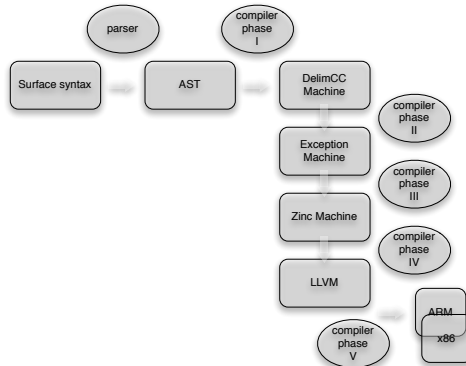 parser
compiler
phase
I
Surface syntax
AST
DelimCC
Machine
compiler
phase
II
Exception
Machine
compiler
phase
III
Zinc Machine
compiler
phase
IV
LLVM
ARM
compiler
phase
V
x86